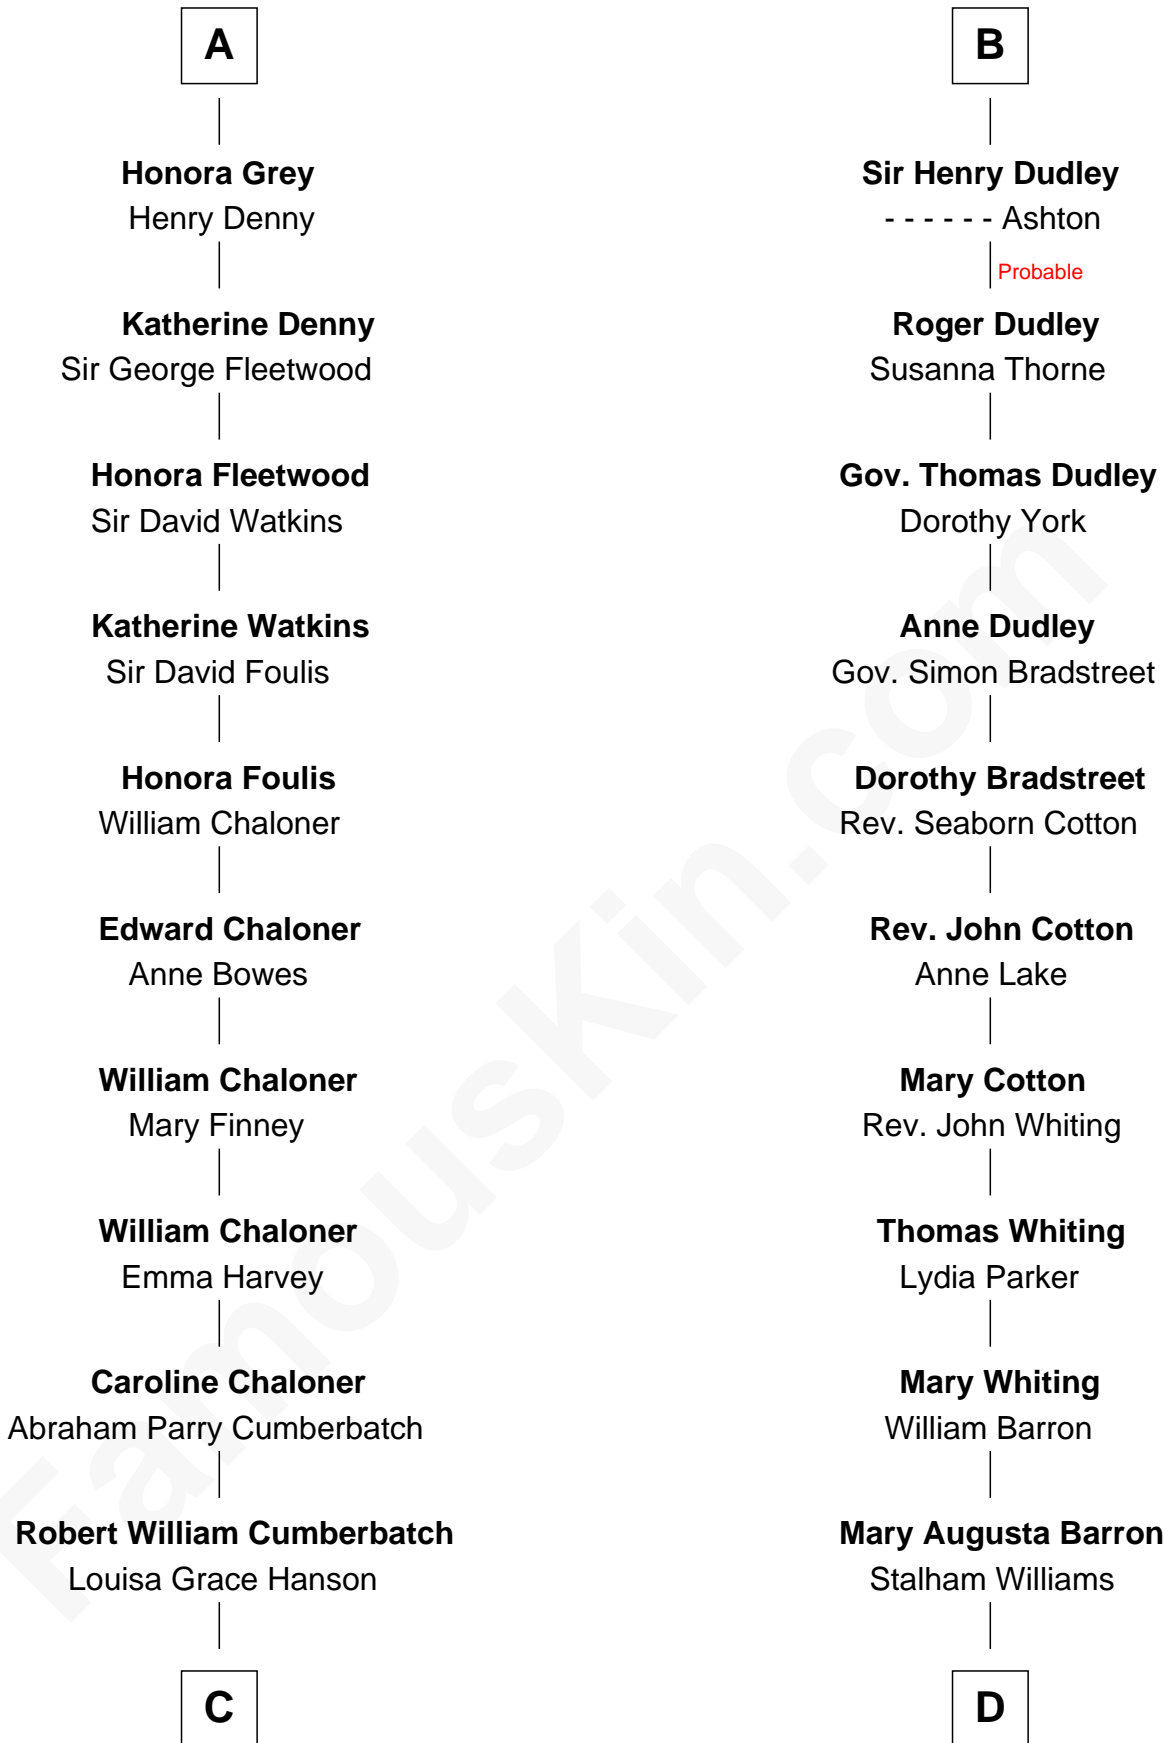 A
Honora Grey
Henry Denny
Katherine Denny
Sir George Fleetwood
Honora Fleetwood
Sir David Watkins
Katherine Watkins
Sir David Foulis
Honora Foulis
William Chaloner
Edward Chaloner
Anne Bowes
William Chaloner
Mary Finney
William Chaloner
Emma Harvey
Caroline Chaloner
Abraham Parry Cumberbatch
Robert William Cumberbatch
Louisa Grace Hanson
C
B
Sir Henry Dudley
- - - - - - Ashton
Probable
Roger Dudley
Susanna Thorne
Gov. Thomas Dudley
Dorothy York
Anne Dudley
Gov. Simon Bradstreet
Dorothy Bradstreet
Rev. Seaborn Cotton
Rev. John Cotton
Anne Lake
Mary Cotton
Rev. John Whiting
Thomas Whiting
Lydia Parker
Mary Whiting
William Barron
Mary Augusta Barron
Stalham Williams
D
FamousKin.com